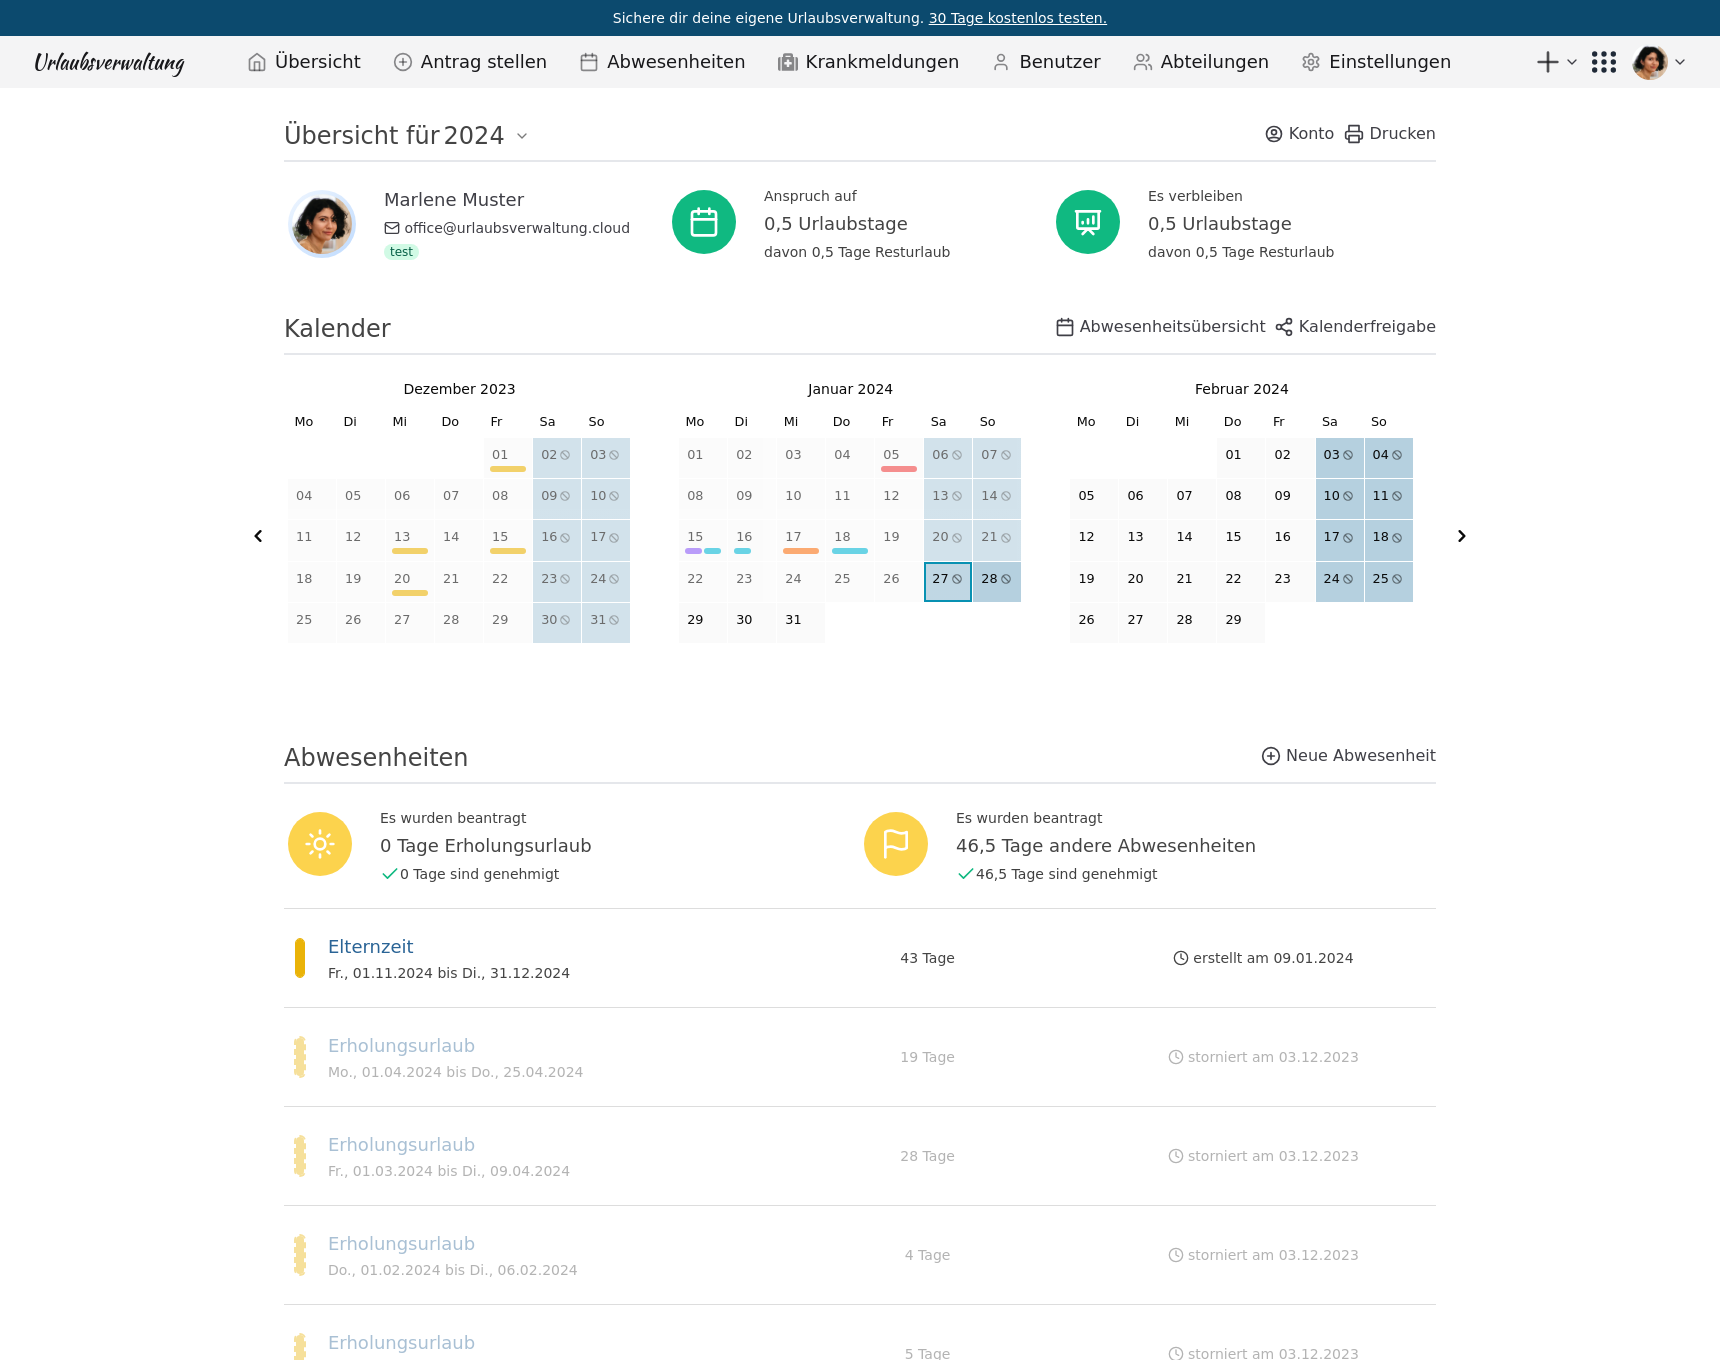 Sichere dir deine eigene Urlaubsverwaltung. 30 Tage kostenlos testen.
Urlaubsverwaltung Übersicht Antrag stellen Abwesenheiten Krankmeldungen Benutzer Abteilungen Einstellungen
Übersicht für 2024 Konto Drucken
Marlene Muster
office@urlaubsverwaltung.cloud
test
Anspruch auf
0,5 Urlaubstage
davon 0,5 Tage Resturlaub
Es verbleiben
0,5 Urlaubstage
davon 0,5 Tage Resturlaub
Kalender Abwesenheitsübersicht Kalenderfreigabe
Dezember 2023
Mo Di Mi Do Fr Sa So
01 02 03
04 05 06 07 08 09 10
11 12 13 14 15 16 17
18 19 20 21 22 23 24
25 26 27 28 29 30 31
Januar 2024
Mo Di Mi Do Fr Sa So
01 02 03 04 05 06 07
08 09 10 11 12 13 14
15 16 17 18 19 20 21
22 23 24 25 26 27 28
29 30 31
Februar 2024
Mo Di Mi Do Fr Sa So
01 02 03 04
05 06 07 08 09 10 11
12 13 14 15 16 17 18
19 20 21 22 23 24 25
26 27 28 29
Abwesenheiten Neue Abwesenheit
Es wurden beantragt
0 Tage Erholungsurlaub
0 Tage sind genehmigt
Es wurden beantragt
46,5 Tage andere Abwesenheiten
46,5 Tage sind genehmigt
Elternzeit
Fr., 01.11.2024 bis Di., 31.12.2024
43 Tage
erstellt am 09.01.2024
Erholungsurlaub
Mo., 01.04.2024 bis Do., 25.04.2024
19 Tage
storniert am 03.12.2023
Erholungsurlaub
Fr., 01.03.2024 bis Di., 09.04.2024
28 Tage
storniert am 03.12.2023
Erholungsurlaub
Do., 01.02.2024 bis Di., 06.02.2024
4 Tage
storniert am 03.12.2023
Erholungsurlaub
5 Tage
storniert am 03.12.2023